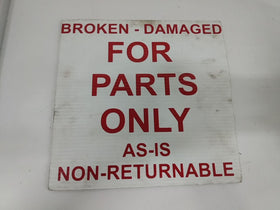 BROKEN - DAMAGED
FOR
PARTS
ONLY
AS-IS
NON-RETURNABLE